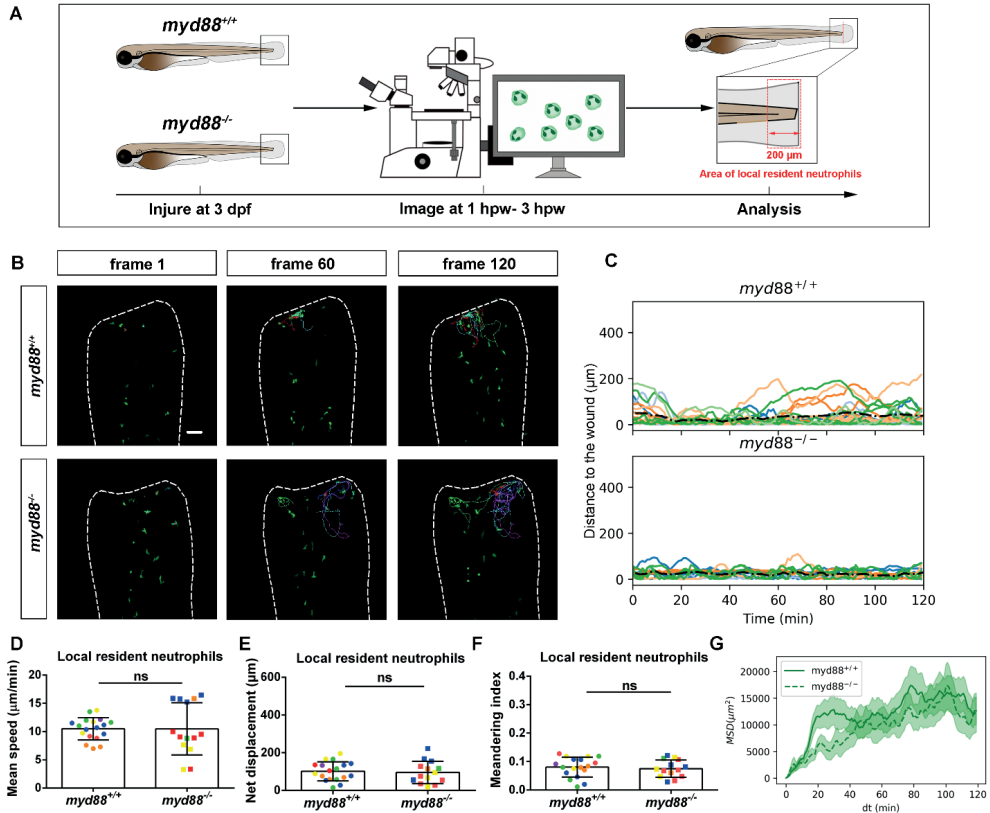 A
myd88+/+
myd88-/-
200 µm
Area of local resident neutrophils
Injure at 3 dpf
Image at 1 hpw- 3 hpw
Analysis
B
frame 1
frame 60
frame 120
myd88+/+
myd88-/-
C
myd88+/+
400
200
0
myd88−/−
400
200
0
Distance to the wound (µm)
0 20 40 60 80 100 120
Time (min)
D
Local resident neutrophils
ns
Mean speed (µm/min)
20
15
10
5
0
myd88+/+
myd88-/-
E
Local resident neutrophils
ns
Net displacement (µm)
600
400
200
0
myd88+/+
myd88-/-
F
Local resident neutrophils
ns
Meandering index
0.4
0.3
0.2
0.1
0.0
myd88+/+
myd88-/-
G
myd88+/+
myd88−/−
MSD(µm²)
20000
15000
10000
5000
0
0 20 40 60 80 100 120
dt (min)